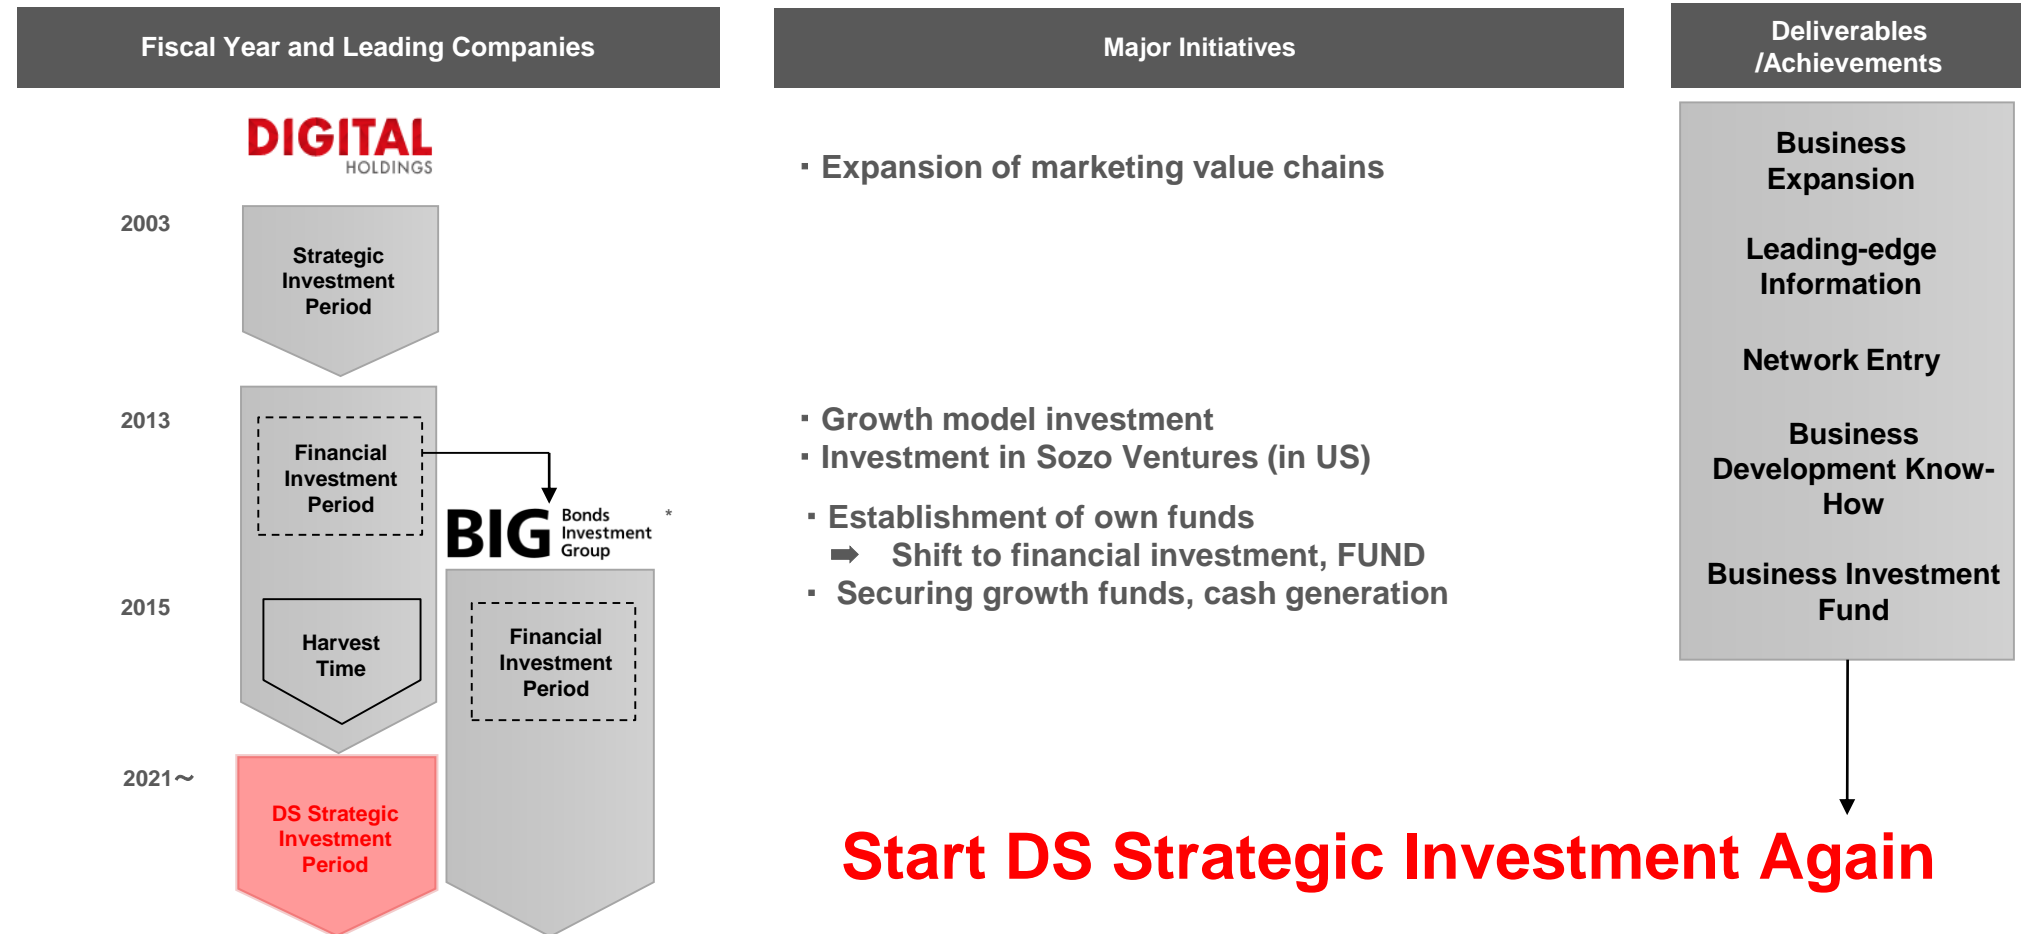 Fiscal Year and Leading Companies
Major Initiatives
Deliverables
/Achievements
DIGITAL
HOLDINGS
2003
Strategic
Investment
Period
2013
Financial
Investment
Period
BIG
Bonds
Investment
Group
*
2015
Harvest
Time
Financial
Investment
Period
2021～
DS Strategic
Investment
Period
・Expansion of marketing value chains
・Growth model investment
・Investment in Sozo Ventures (in US)
・Establishment of own funds
➡ Shift to financial investment, FUND
・ Securing growth funds, cash generation
Business
Expansion
Leading-edge
Information
Network Entry
Business
Development Know-
How
Business Investment
Fund
Start DS Strategic Investment Again